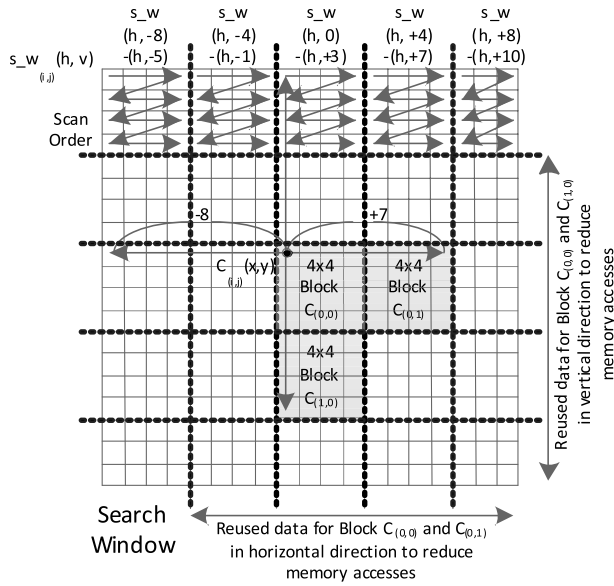 s_w s_w s_w s_w s_w
(h, -8) (h, -4) (h, 0) (h, +4) (h, +8)
s_w (i,j) (h, v) -(h,-5) -(h,-1) -(h,+3) -(h,+7) -(h,+10)
Scan
Order
-8 +7
C(i,j)(x,y)
4x4
Block
C(0,0)
4x4
Block
C(0,1)
4x4
Block
C(1,0)
Reused data for Block C(0,0) and C(1,0)
in vertical direction to reduce
memory accesses
Search
Window
Reused data for Block C(0,0) and C(0,1)
in horizontal direction to reduce
memory accesses